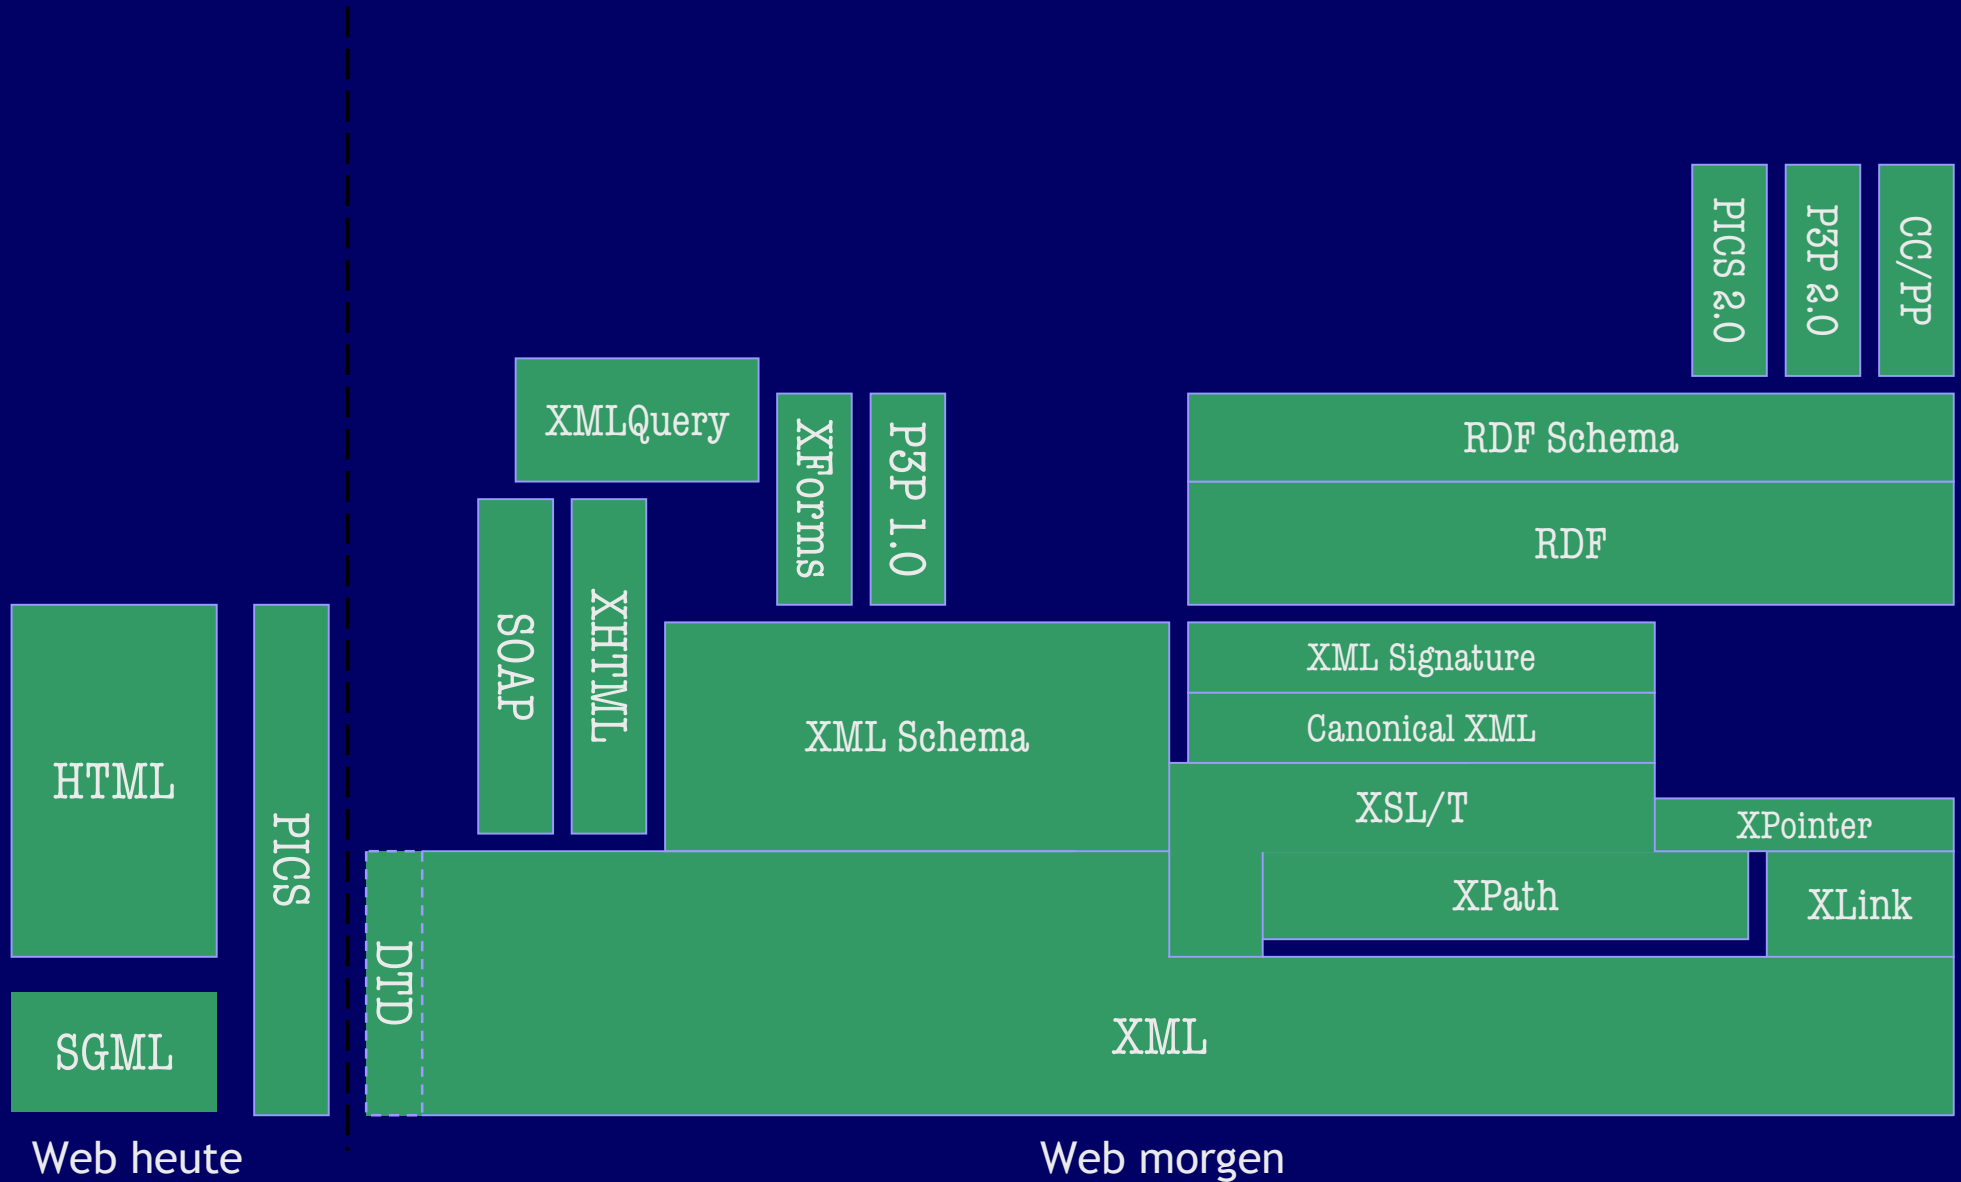 PICS 2.0
P3P 2.0
CC/PP
XMLQuery
XForms
P3P 1.0
RDF Schema
RDF
SOAP
XHTML
XML Schema
XML Signature
Canonical XML
XSL/T
XPointer
XPath
XLink
HTML
PICS
SGML
DTD
XML
Web heute
Web morgen